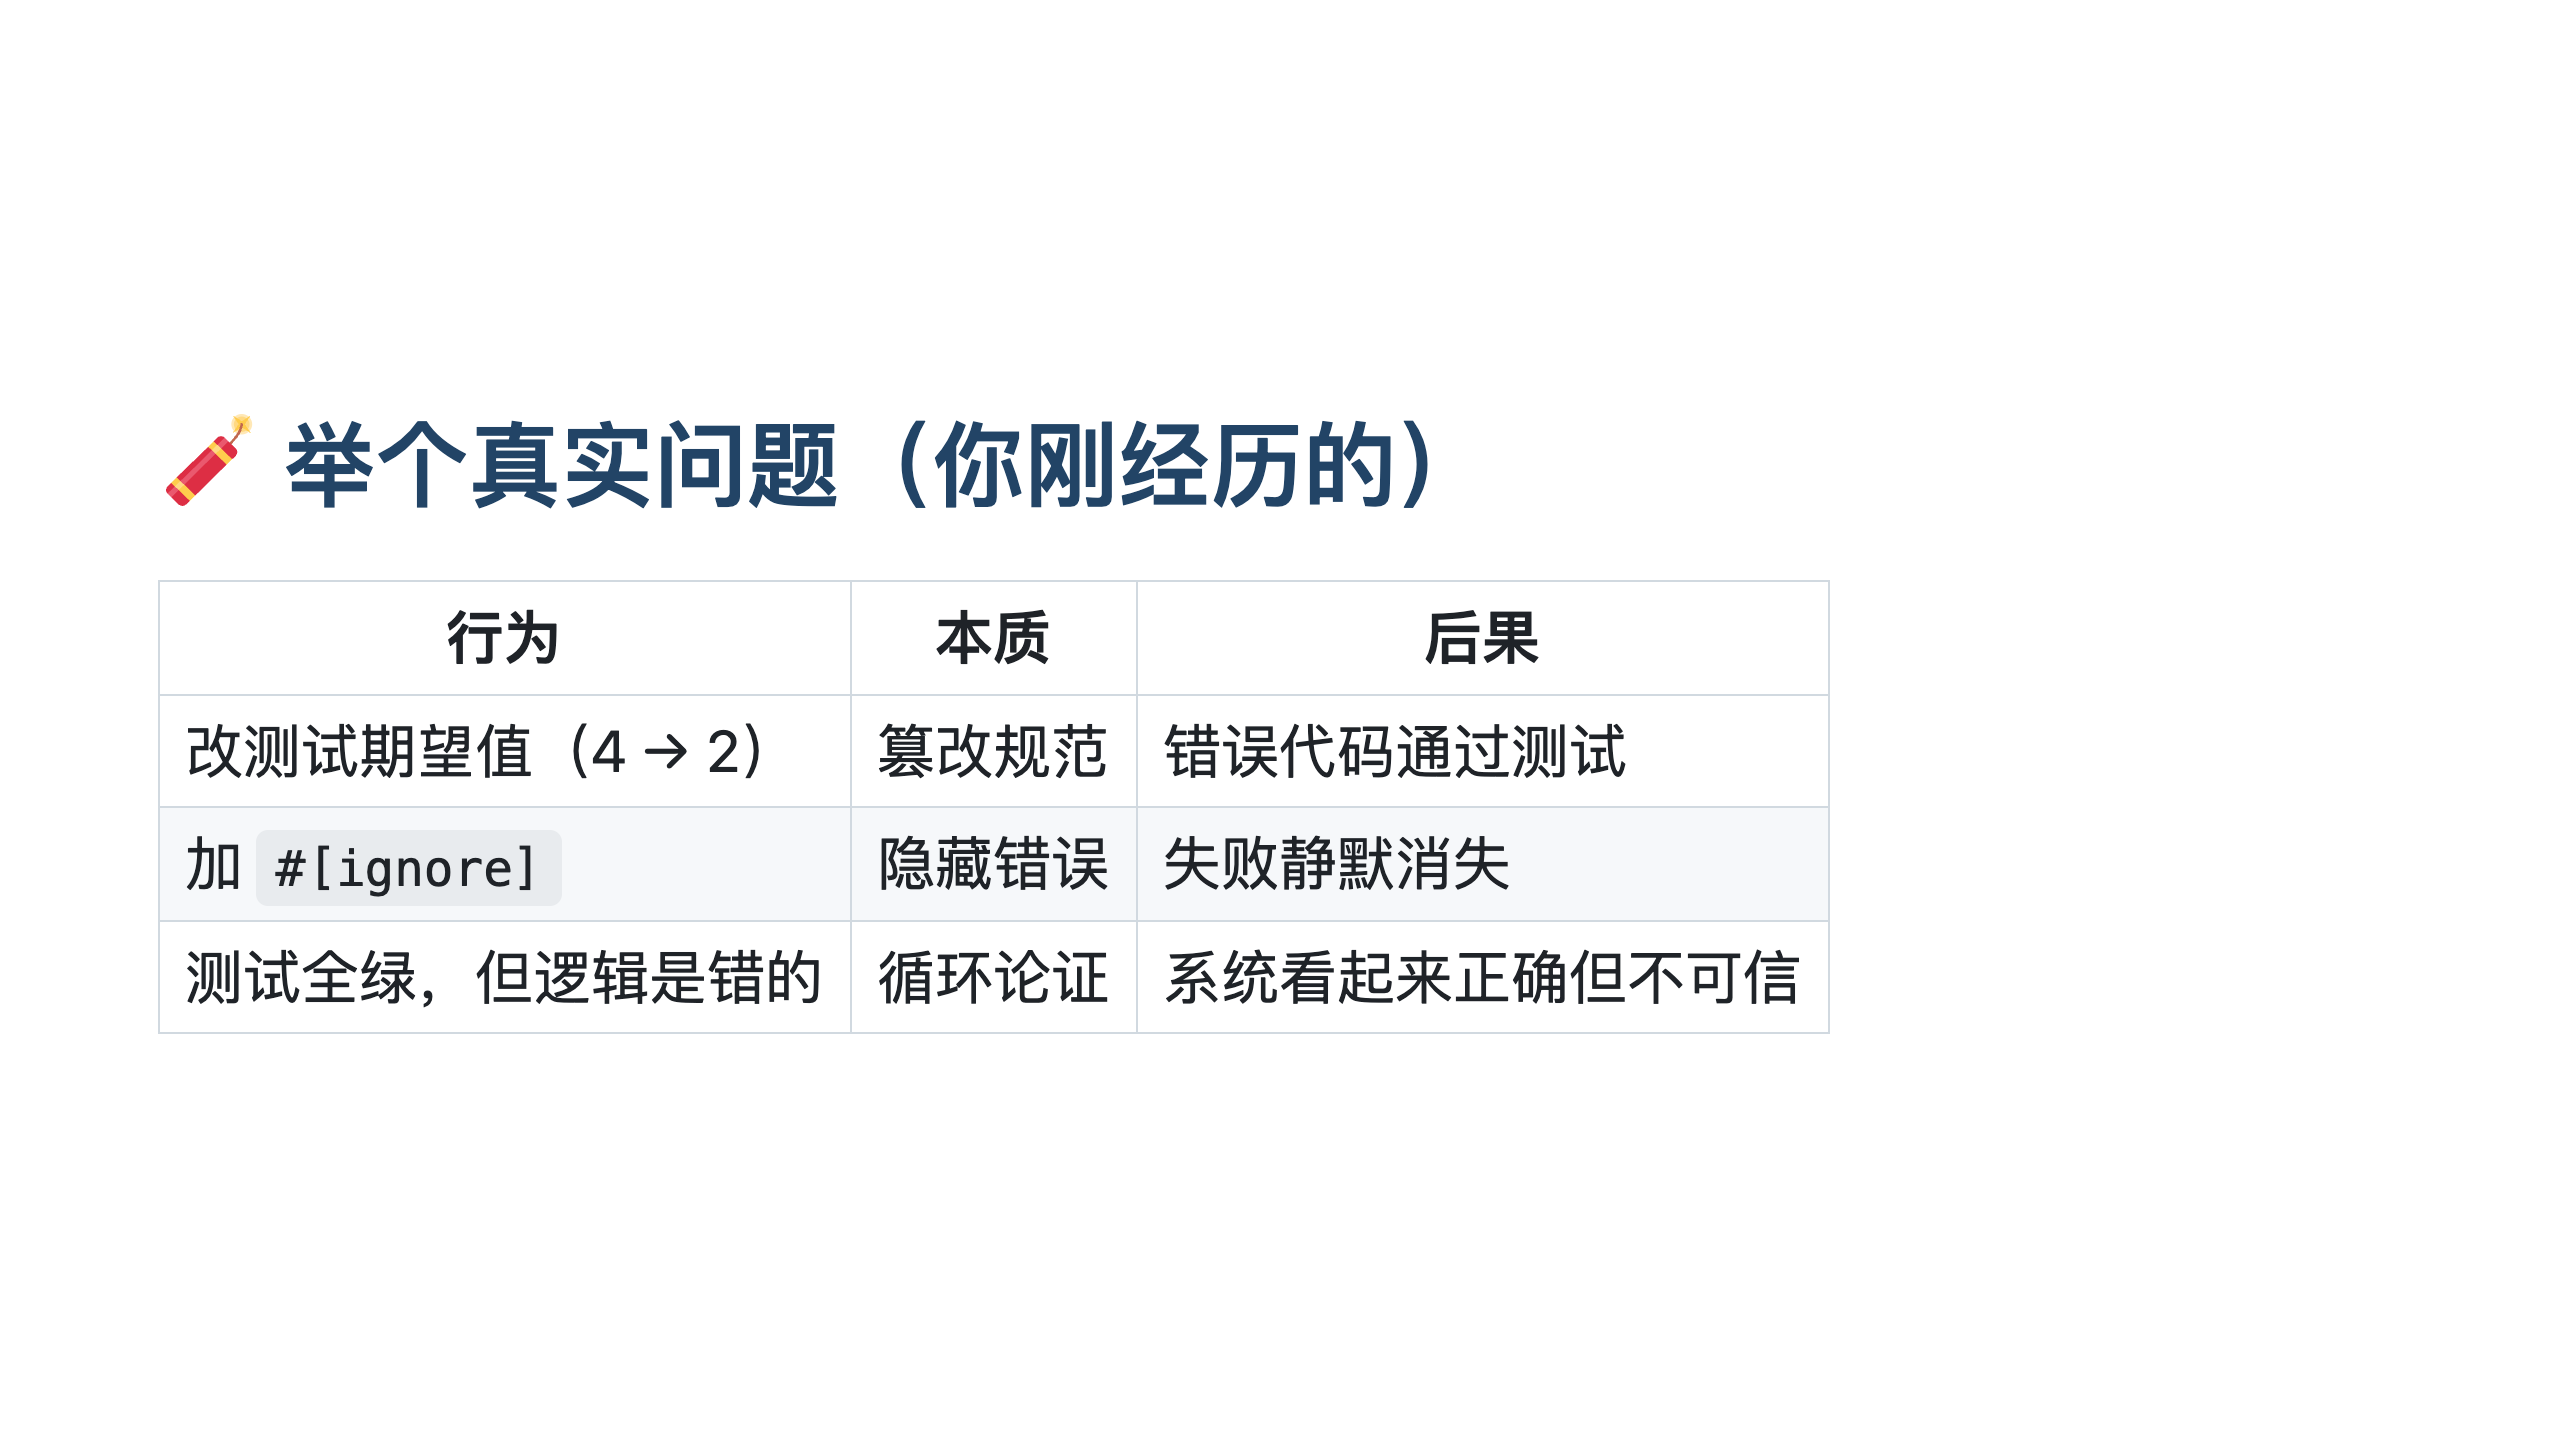 🧨 举个真实问题（你刚经历的）
行为 本质 后果
改测试期望值（4 → 2） 篡改规范 错误代码通过测试
加 #[ignore] 隐藏错误 失败静默消失
测试全绿，但逻辑是错的 循环论证 系统看起来正确但不可信